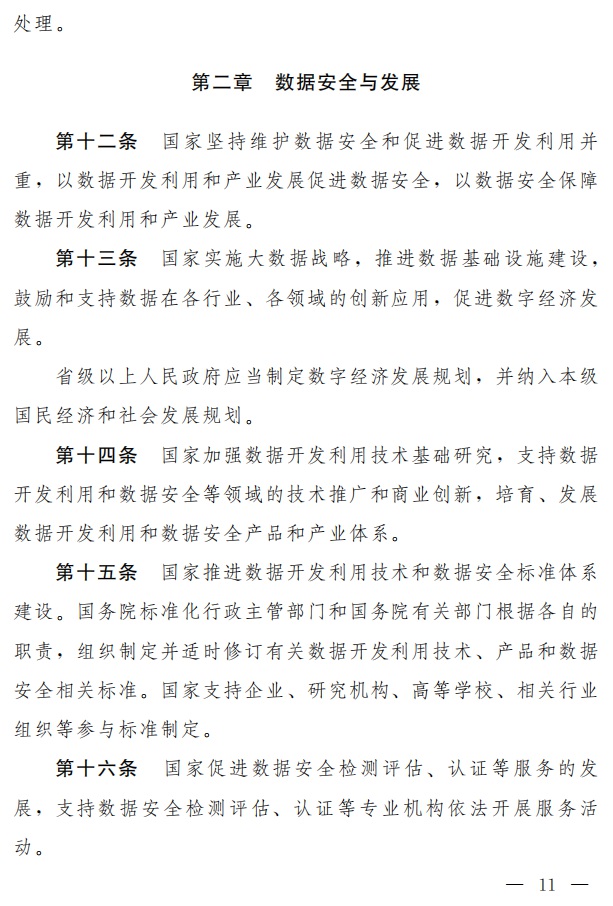 处理。
第二章　数据安全与发展
第十二条　国家坚持维护数据安全和促进数据开发利用并
重，以数据开发利用和产业发展促进数据安全，以数据安全保障
数据开发利用和产业发展。
第十三条　国家实施大数据战略，推进数据基础设施建设，
鼓励和支持数据在各行业、各领域的创新应用，促进数字经济发
展。
省级以上人民政府应当制定数字经济发展规划，并纳入本级
国民经济和社会发展规划。
第十四条　国家加强数据开发利用技术基础研究，支持数据
开发利用和数据安全等领域的技术推广和商业创新，培育、发展
数据开发利用和数据安全产品和产业体系。
第十五条　国家推进数据开发利用技术和数据安全标准体系
建设。国务院标准化行政主管部门和国务院有关部门根据各自的
职责，组织制定并适时修订有关数据开发利用技术、产品和数据
安全相关标准。国家支持企业、研究机构、高等学校、相关行业
组织等参与标准制定。
第十六条　国家促进数据安全检测评估、认证等服务的发
展，支持数据安全检测评估、认证等专业机构依法开展服务活
动。
— 11 —